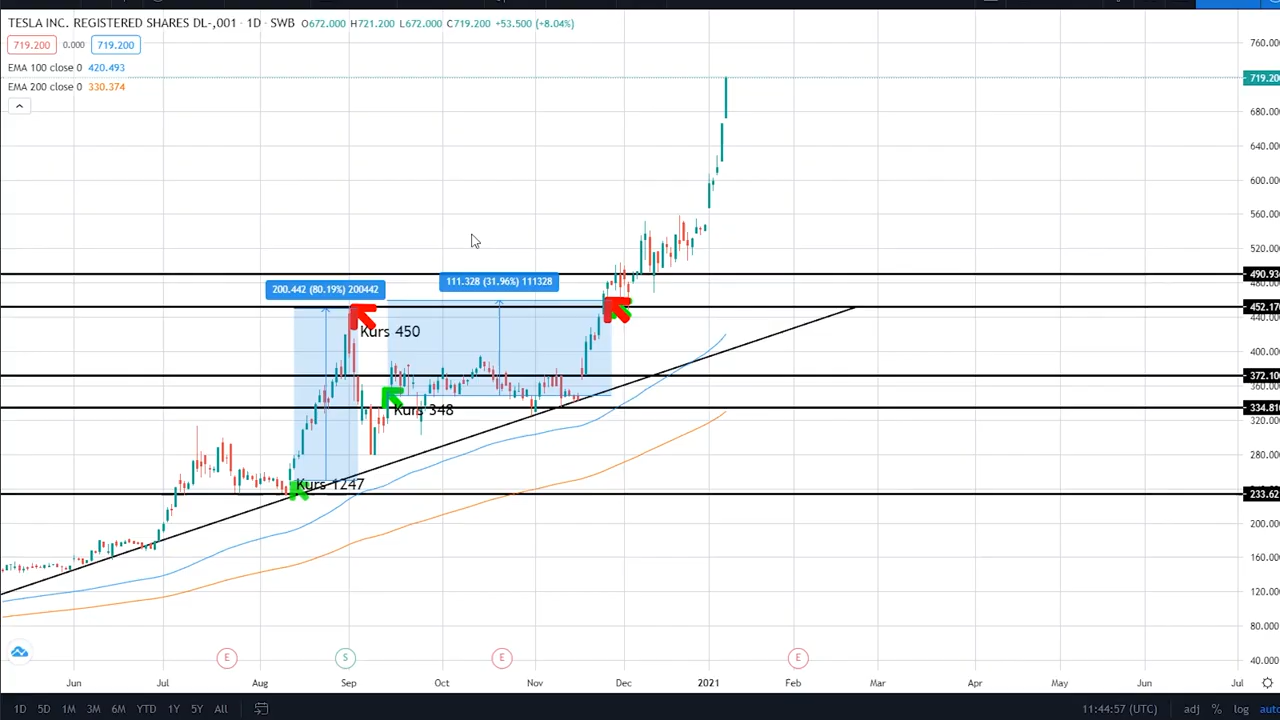 TESLA INC. REGISTERED SHARES DL-,001 · 1D · SWB O672.000 H721.200 L672.000 C719.200 +53.500 (+8.04%)
719.200 0.000 719.200
EMA 100 close 0 420.493
EMA 200 close 0 330.374
760.00
719.20
680.00
640.00
600.00
560.00
520.00
490.93
480.00
452.17
440.00
400.00
372.10
360.00
334.81
320.00
280.00
233.62
200.00
160.00
120.00
80.000
40.000
200.442 (80.19%) 200442
111.328 (31.96%) 111328
Kurs 450
Kurs 348
Kurs 1247
E S E E
Jun Jul Aug Sep Oct Nov Dec 2021 Feb Mar Apr May Jun Jul
1D 5D 1M 3M 6M YTD 1Y 5Y All 11:44:57 (UTC) adj % log auto